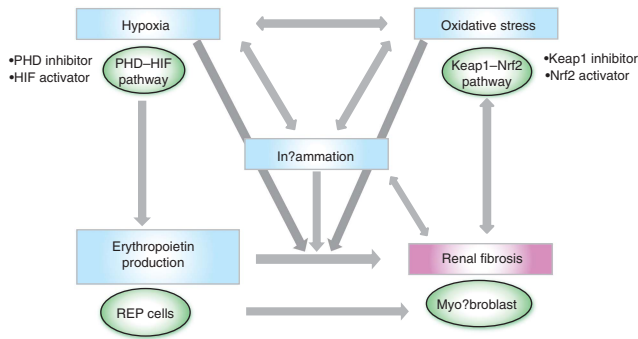 Hypoxia
Oxidative stress
•PHD inhibitor
•HIF activator
PHD–HIF
pathway
Keap1–Nrf2
pathway
•Keap1 inhibitor
•Nrf2 activator
In?ammation
Erythropoietin
production
Renal fibrosis
REP cells
Myo?broblast